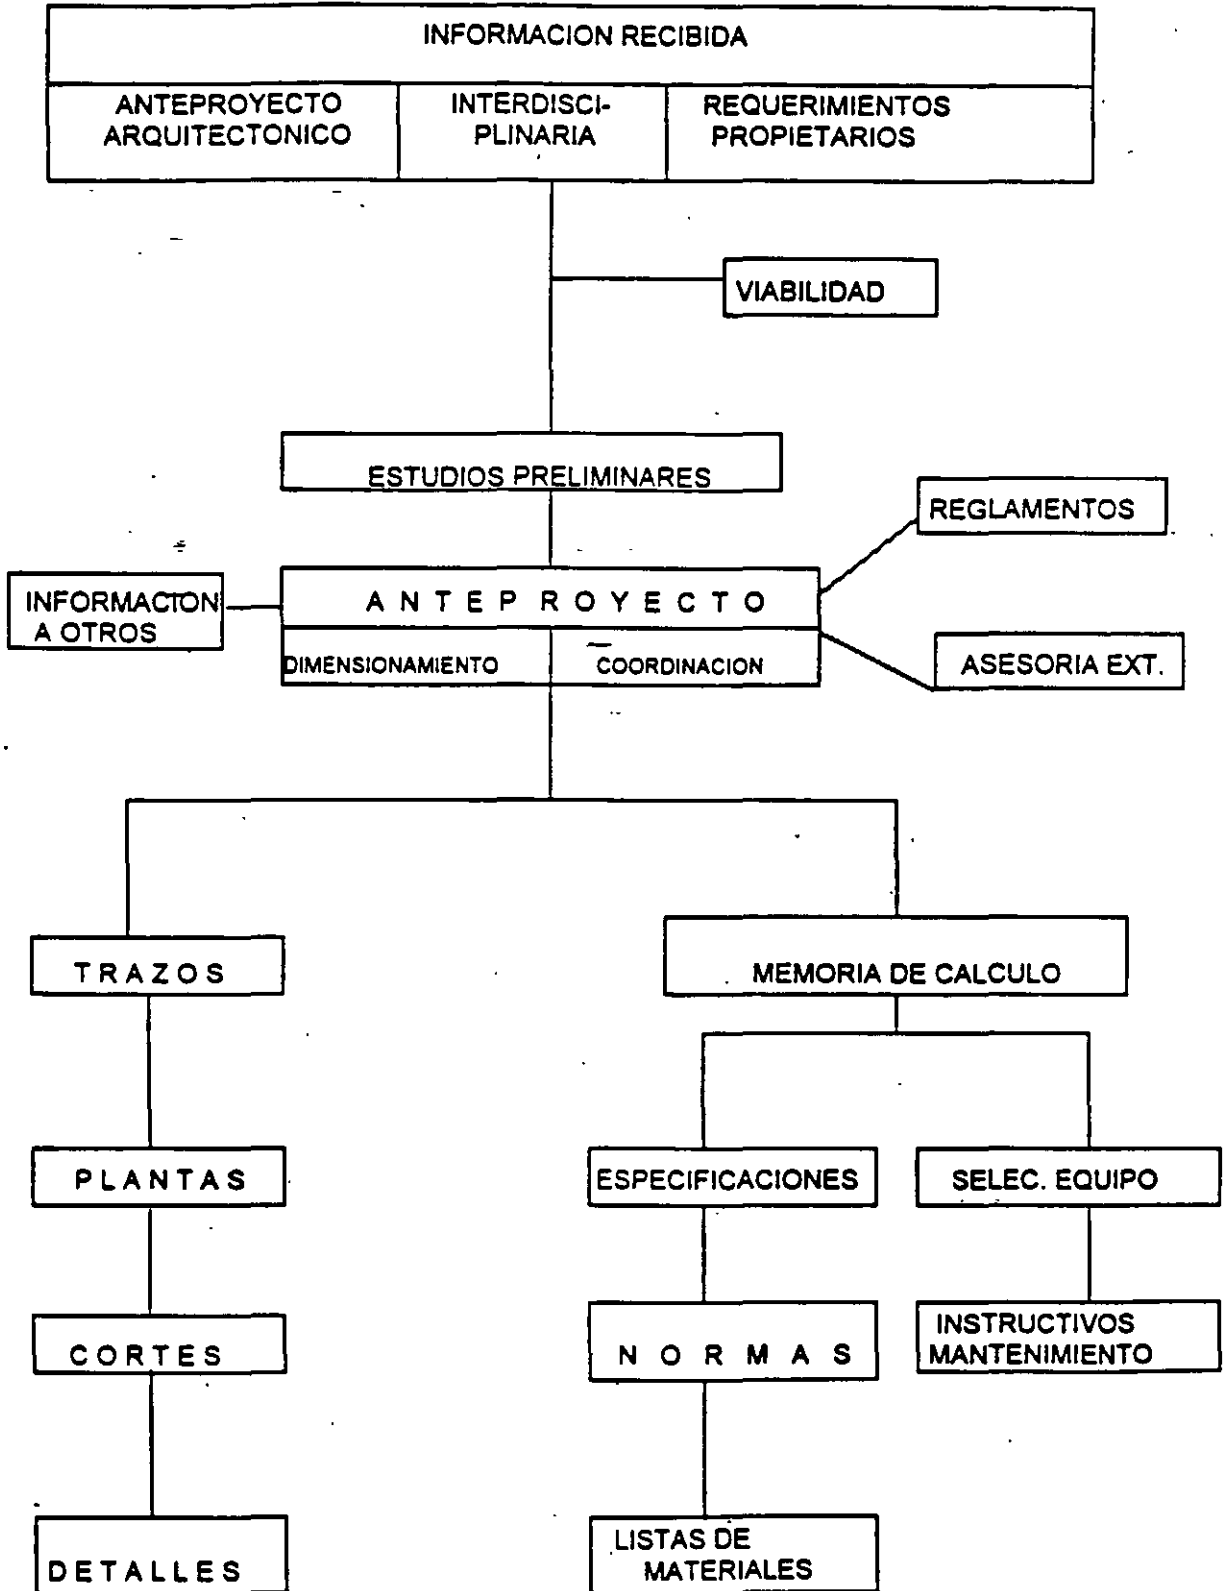 INFORMACION RECIBIDA
ANTEPROYECTO
ARQUITECTONICO
INTERDISCI-
PLINARIA
REQUERIMIENTOS
PROPIETARIOS
VIABILIDAD
ESTUDIOS PRELIMINARES
REGLAMENTOS
INFORMACION
A OTROS
A N T E P R O Y E C T O
DIMENSIONAMIENTO
COORDINACION
ASESORIA EXT.
T R A Z O S
MEMORIA DE CALCULO
P L A N T A S
ESPECIFICACIONES
SELEC. EQUIPO
C O R T E S
N O R M A S
INSTRUCTIVOS
MANTENIMIENTO
D E T A L L E S
LISTAS DE
MATERIALES